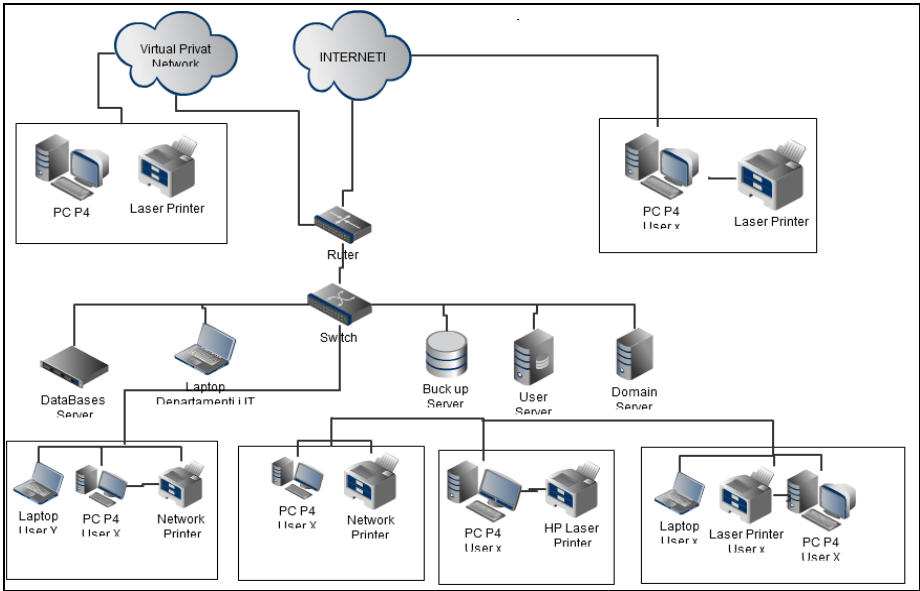 Virtual Privat
Network
INTERNETI
PC P4
Laser Printer
PC P4
User x
Laser Printer
Ruter
Switch
DataBases
Server
Laptop
Departamenti i IT
Buck up
Server
User
Server
Domain
Server
Laptop
User Y
PC P4
User X
Network
Printer
PC P4
User X
Network
Printer
PC P4
User x
HP Laser
Printer
Laptop
User x
Laser Printer
User x
PC P4
User X